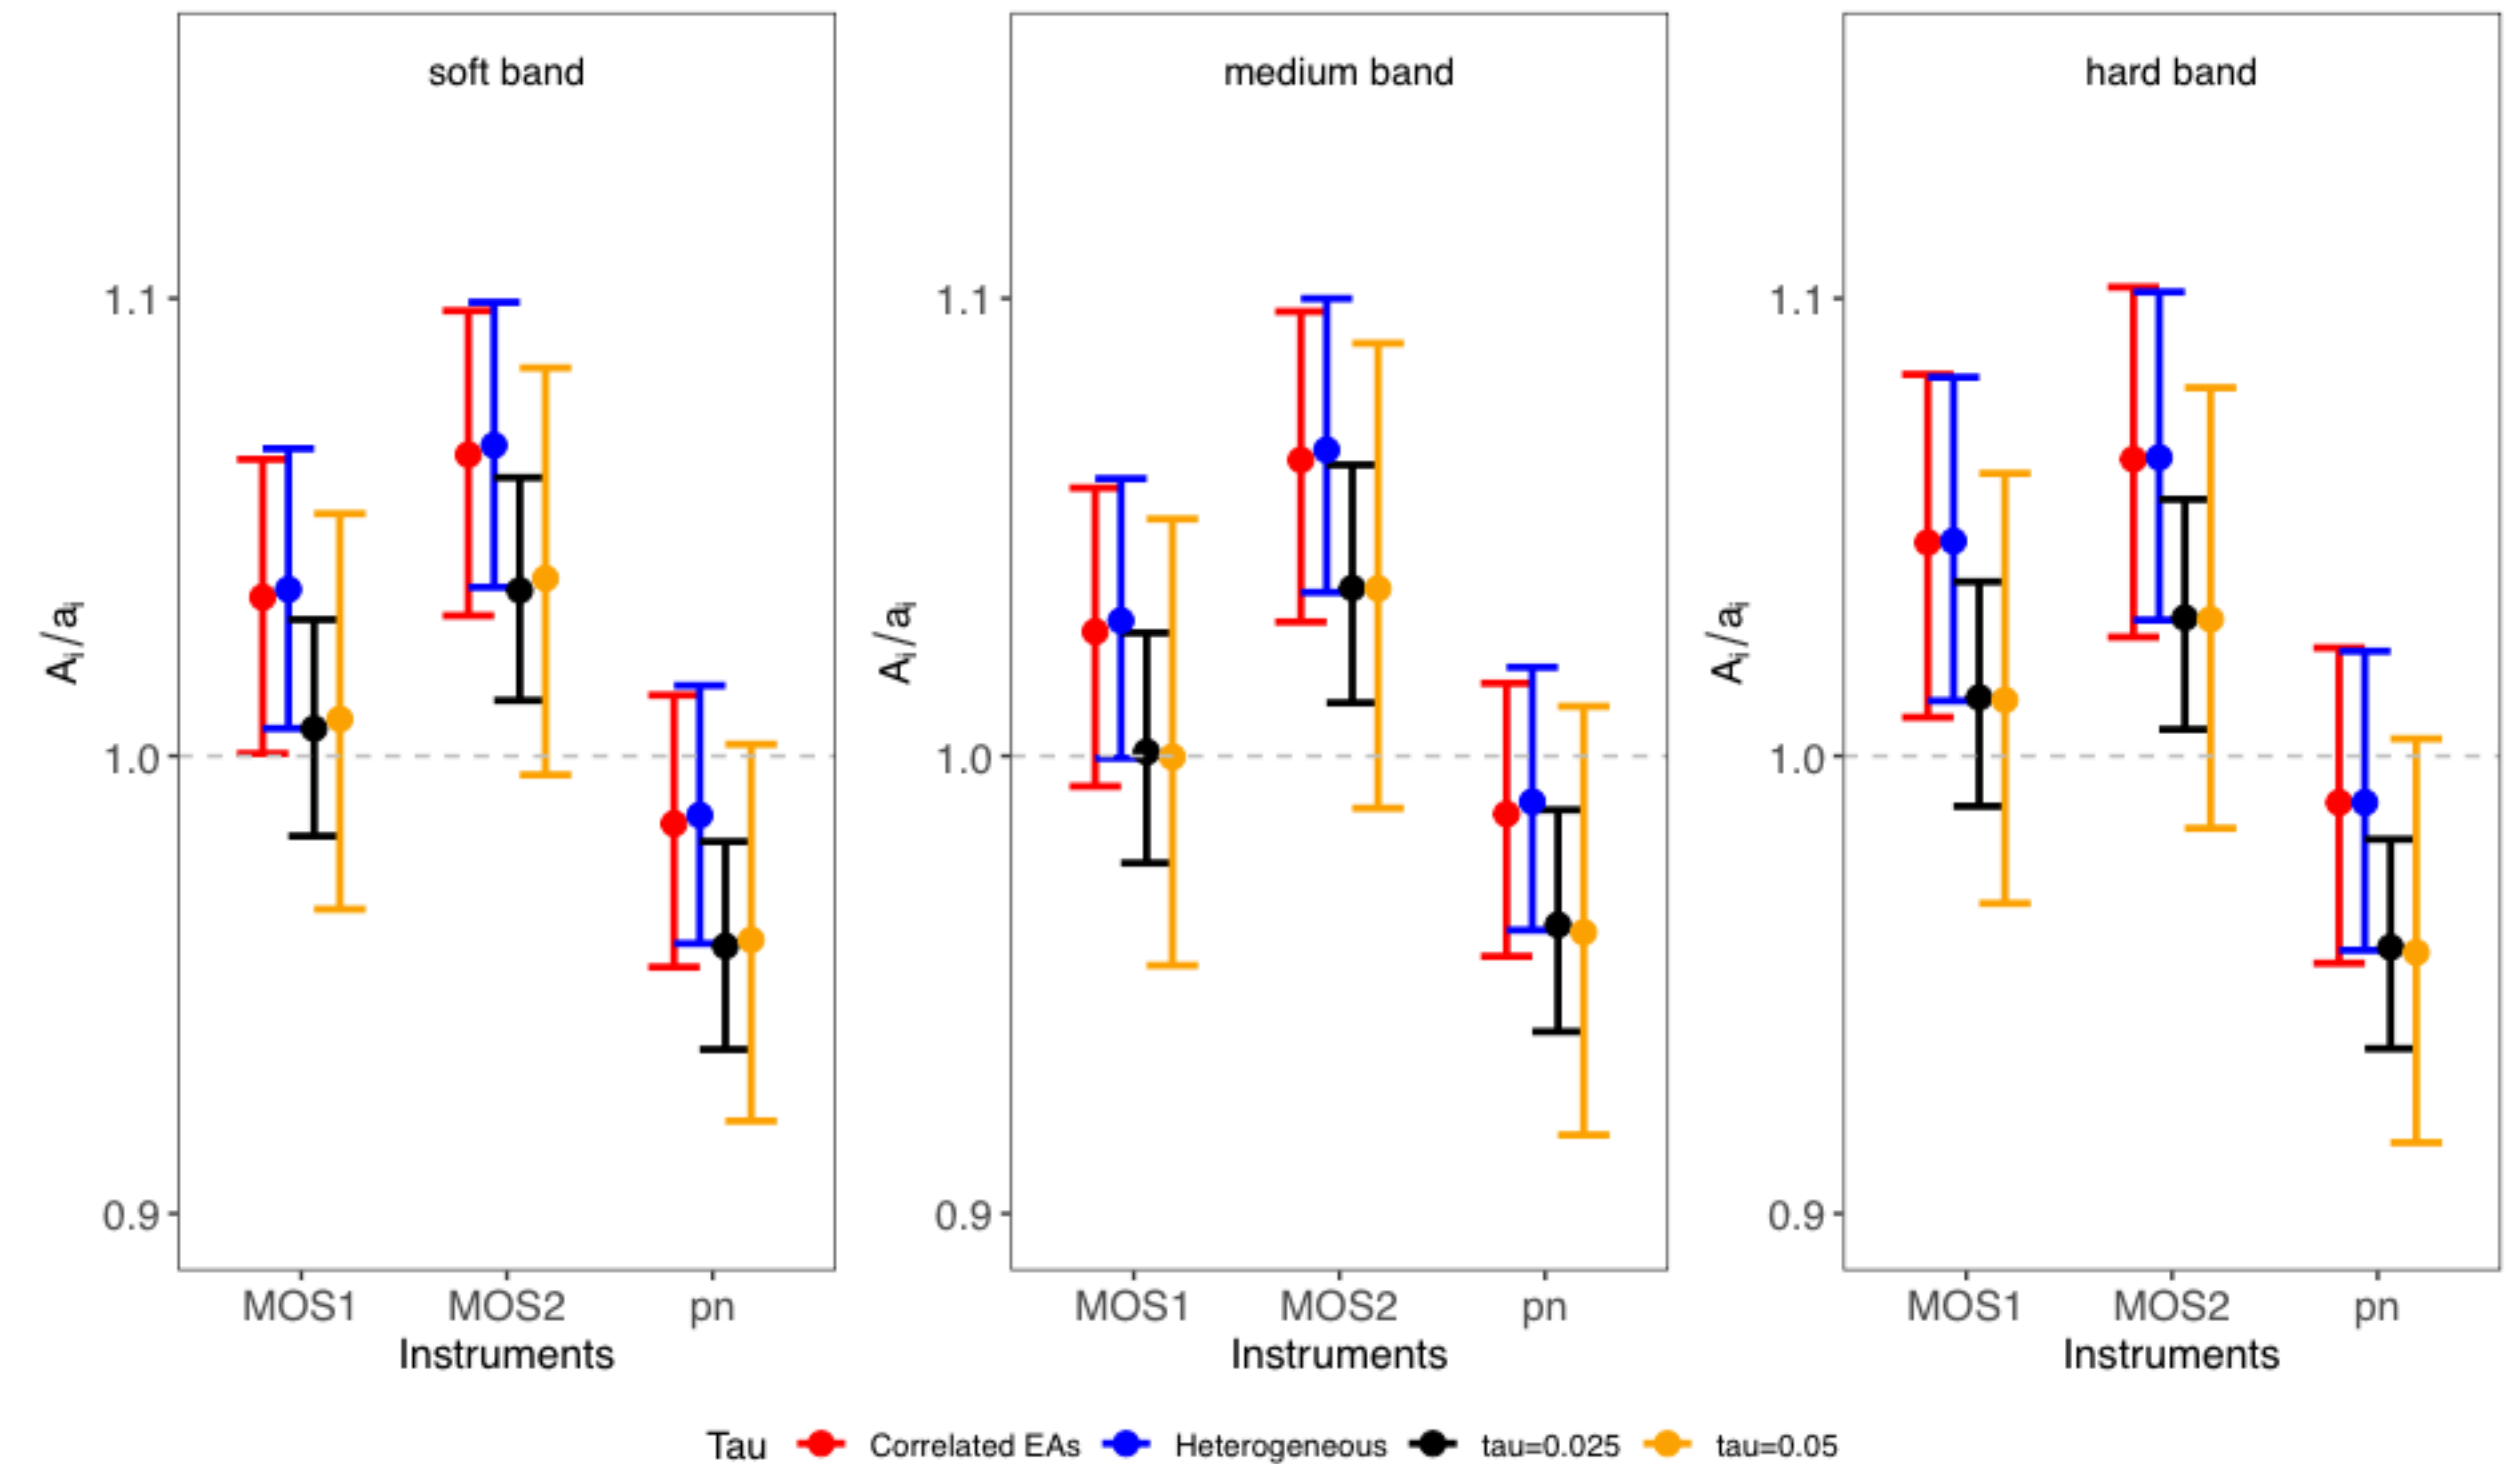 soft band
medium band
hard band
1.1
1.0
0.9
Ai/ai
MOS1 MOS2 pn
Instruments
1.1
1.0
0.9
Ai/ai
MOS1 MOS2 pn
Instruments
1.1
1.0
0.9
Ai/ai
MOS1 MOS2 pn
Instruments
Tau Correlated EAs Heterogeneous tau=0.025 tau=0.05